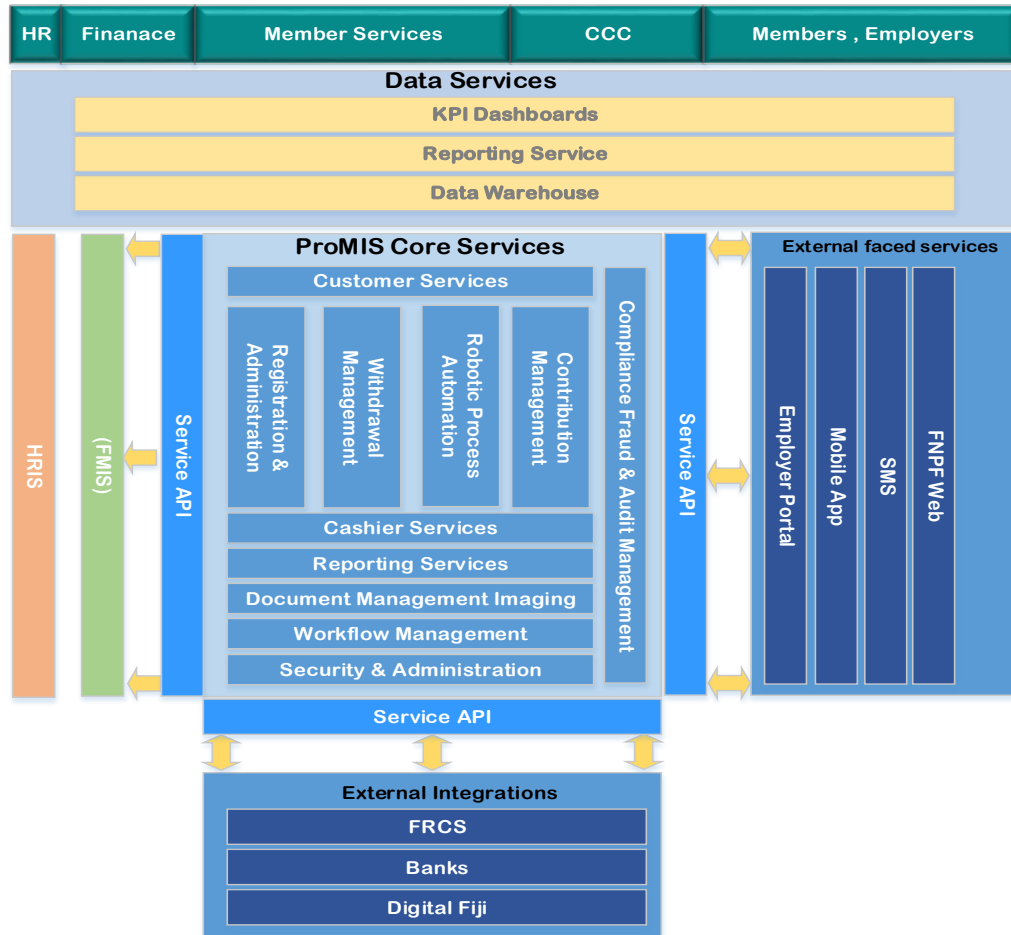 HR
Finanace
Member Services
CCC
Members , Employers
Data Services
KPI Dashboards
Reporting Service
Data Warehouse
HRIS
(FMIS)
Service API
ProMIS Core Services
Customer Services
Registration &
Administration
Withdrawal
Management
Robotic Process
Automation
Contribution
Management
Compliance Fraud & Audit Management
Cashier Services
Reporting Services
Document Management Imaging
Workflow Management
Security & Administration
Service API
External faced services
Employer Portal
Mobile App
SMS
FNPF Web
Service API
External Integrations
FRCS
Banks
Digital Fiji